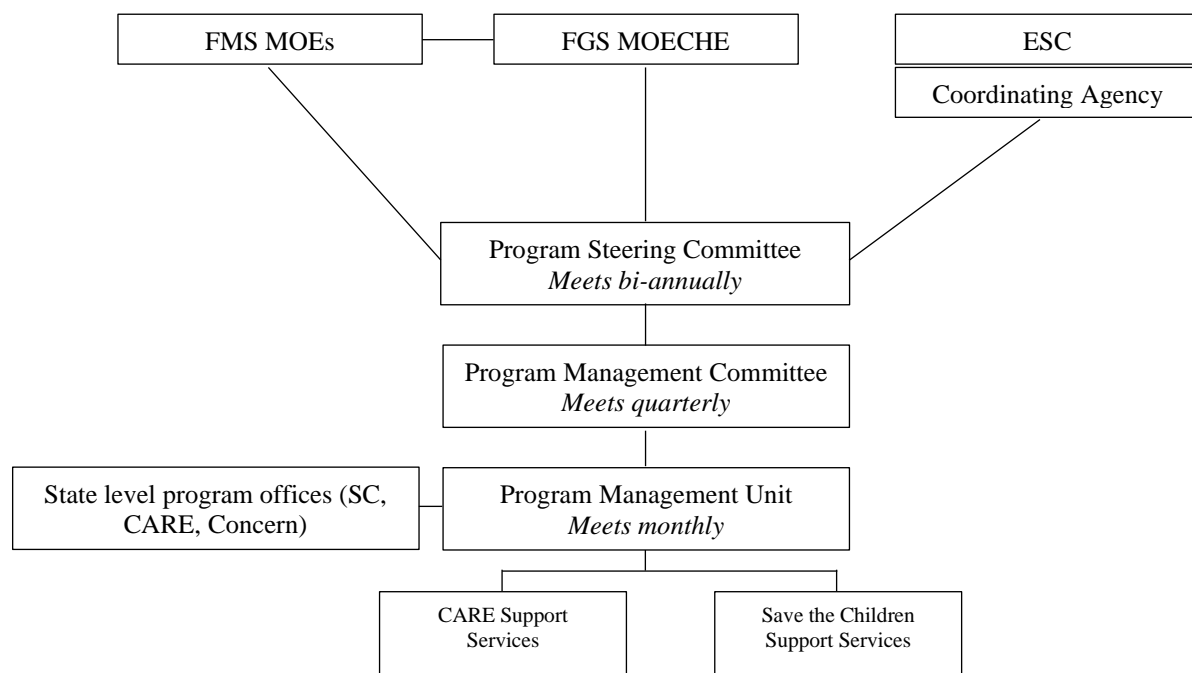 FMS MOEs
FGS MOECHE
ESC
Coordinating Agency
Program Steering Committee
Meets bi-annually
Program Management Committee
Meets quarterly
State level program offices (SC,
CARE, Concern)
Program Management Unit
Meets monthly
CARE Support
Services
Save the Children
Support Services